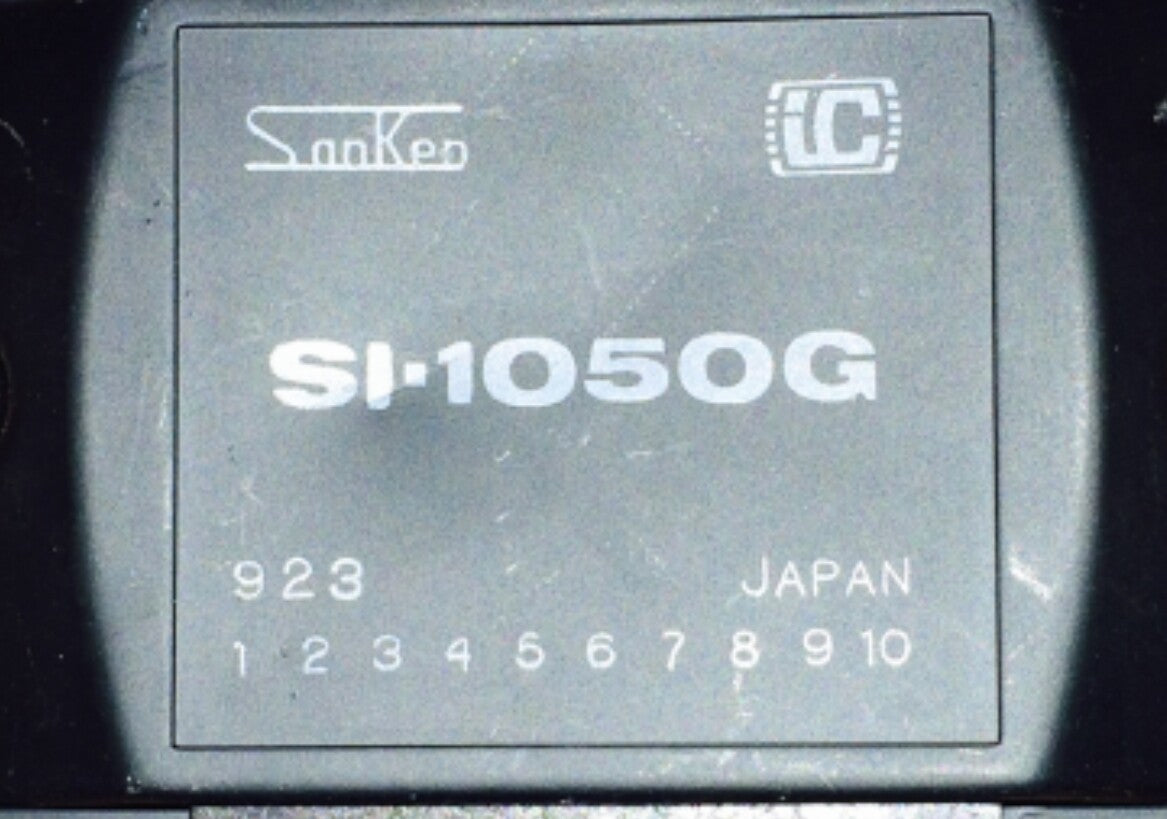 SanKen iC
SI-1050G
923 JAPAN
1 2 3 4 5 6 7 8 9 10